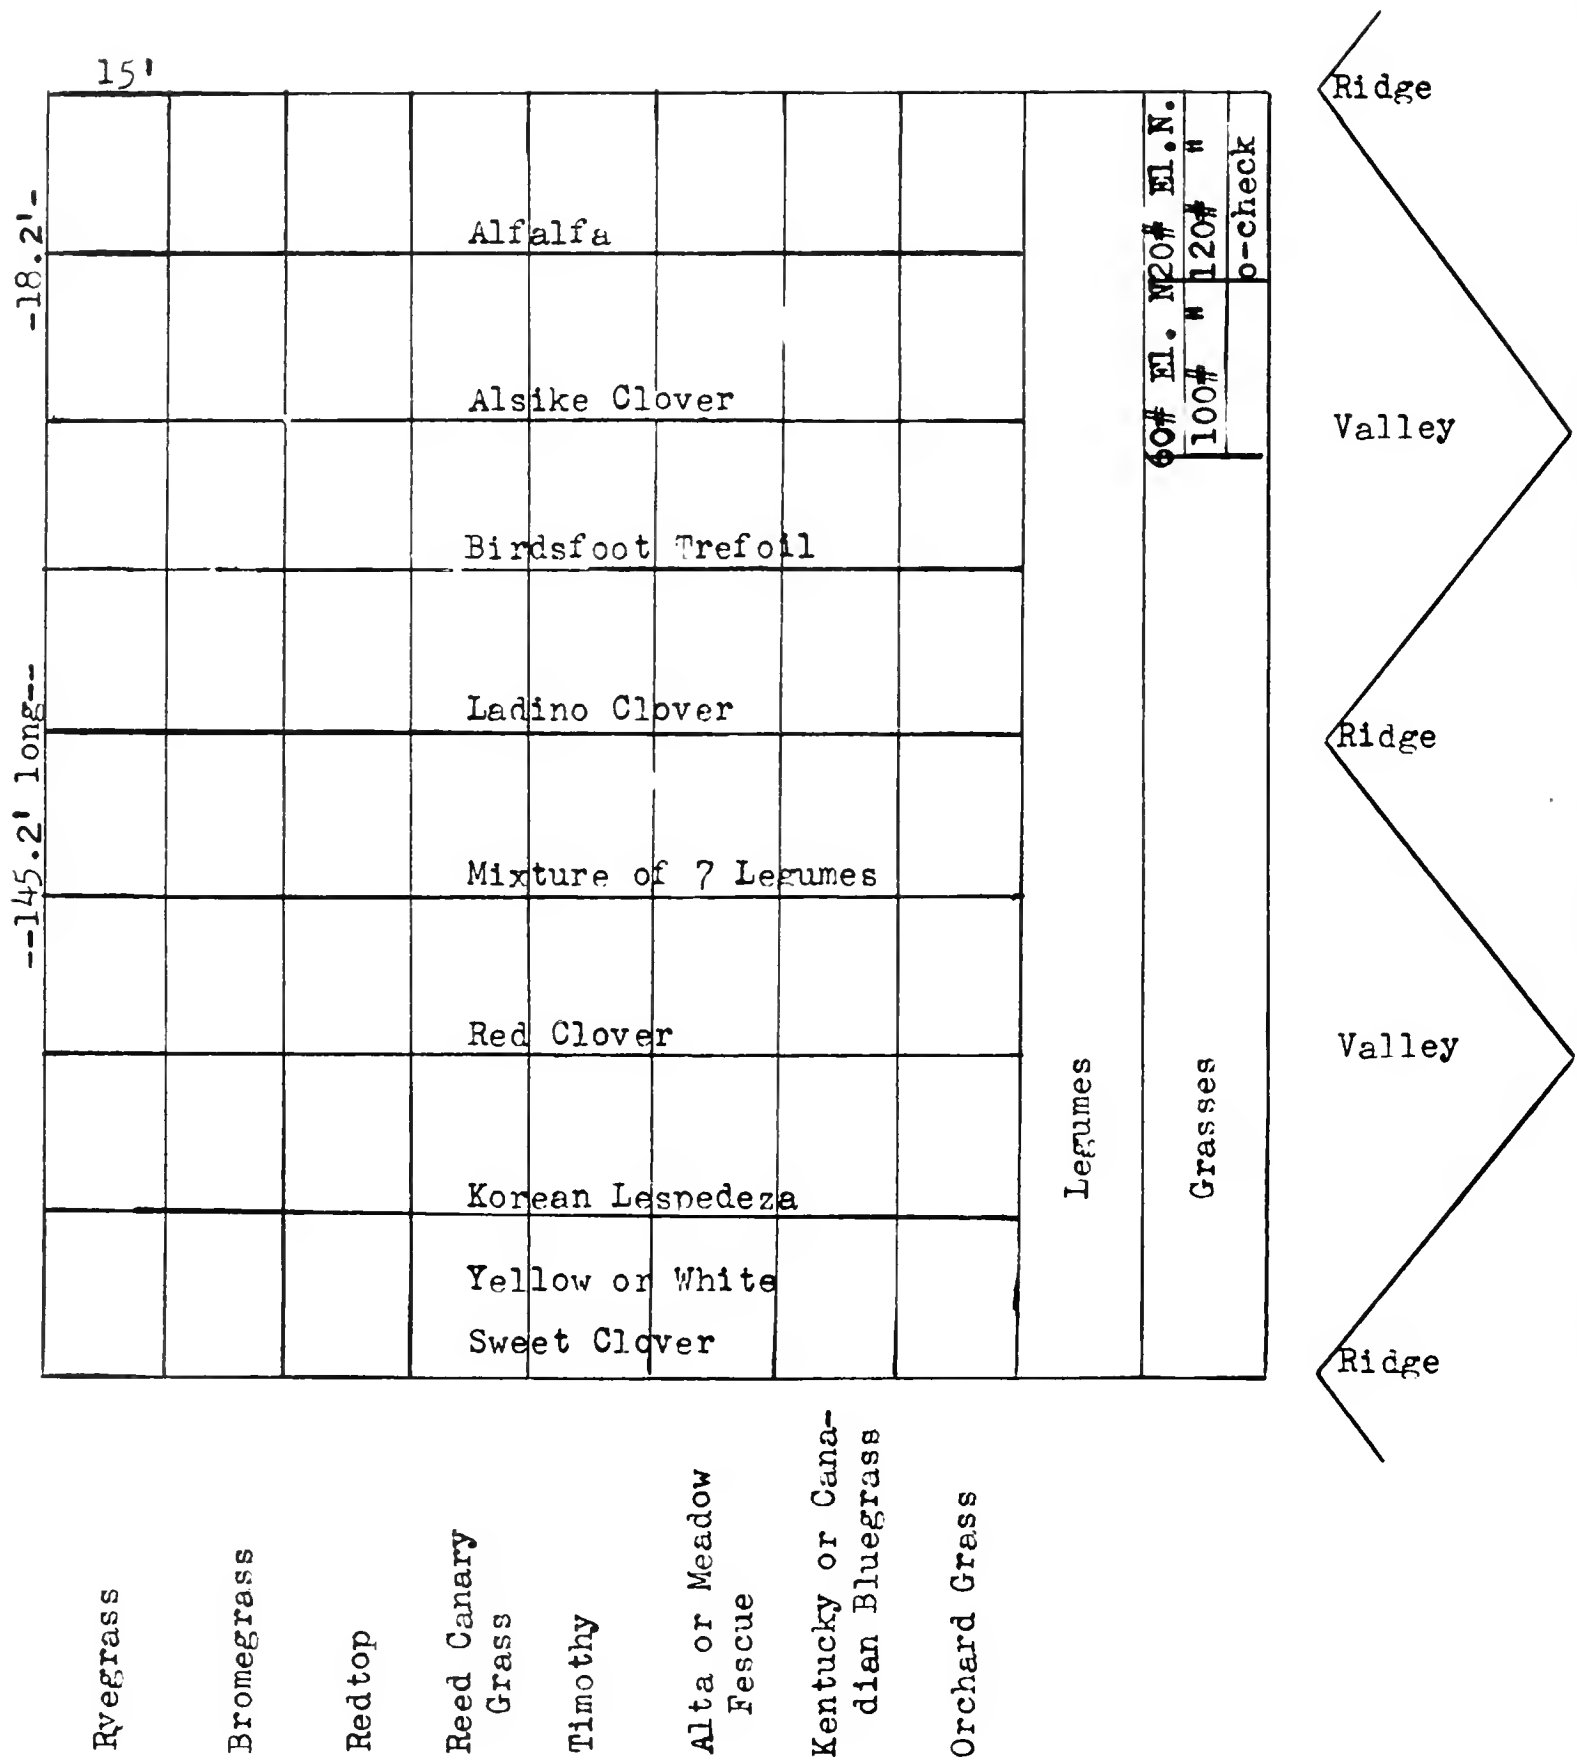 15'
-18.2'-
--145.2' long--
Alfalfa
Alsike Clover
Birdsfoot Trefoil
Ladino Clover
Mixture of 7 Legumes
Red Clover
Korean Lespedeza
Yellow or White
Sweet Clover
Legumes
Grasses
60# El. N
20# El.N.
100# "
120# "
o-check
Ridge
Valley
Ridge
Valley
Ridge
Ryegrass
Bromegrass
Redtop
Reed Canary
Grass
Timothy
Alta or Meadow
Fescue
Kentucky or Cana-
dian Bluegrass
Orchard Grass